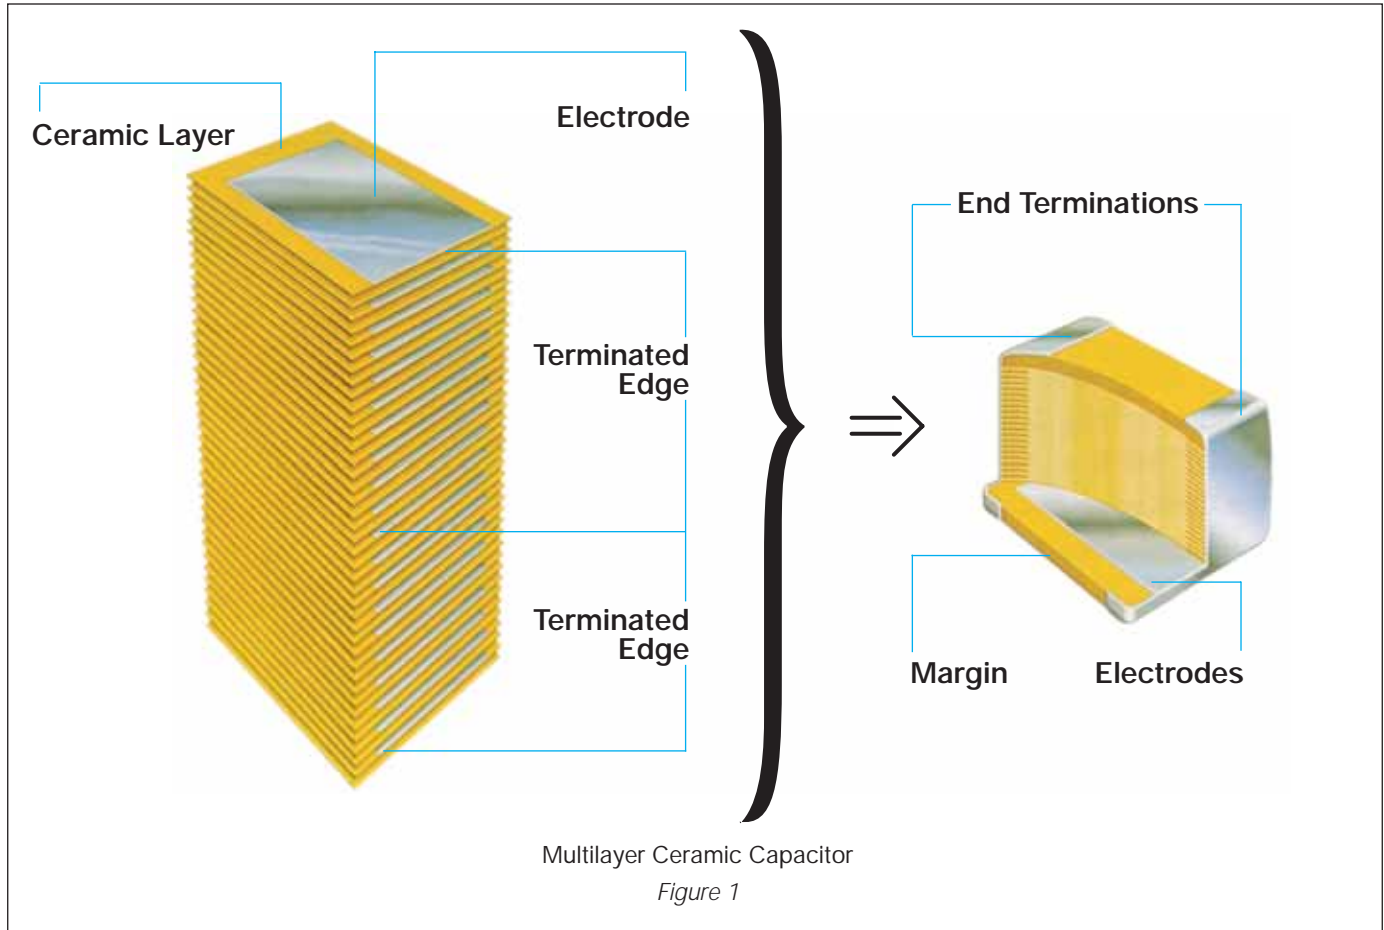 Ceramic Layer
Electrode
Terminated
Edge
Terminated
Edge
End Terminations
Margin
Electrodes
Multilayer Ceramic Capacitor
Figure 1